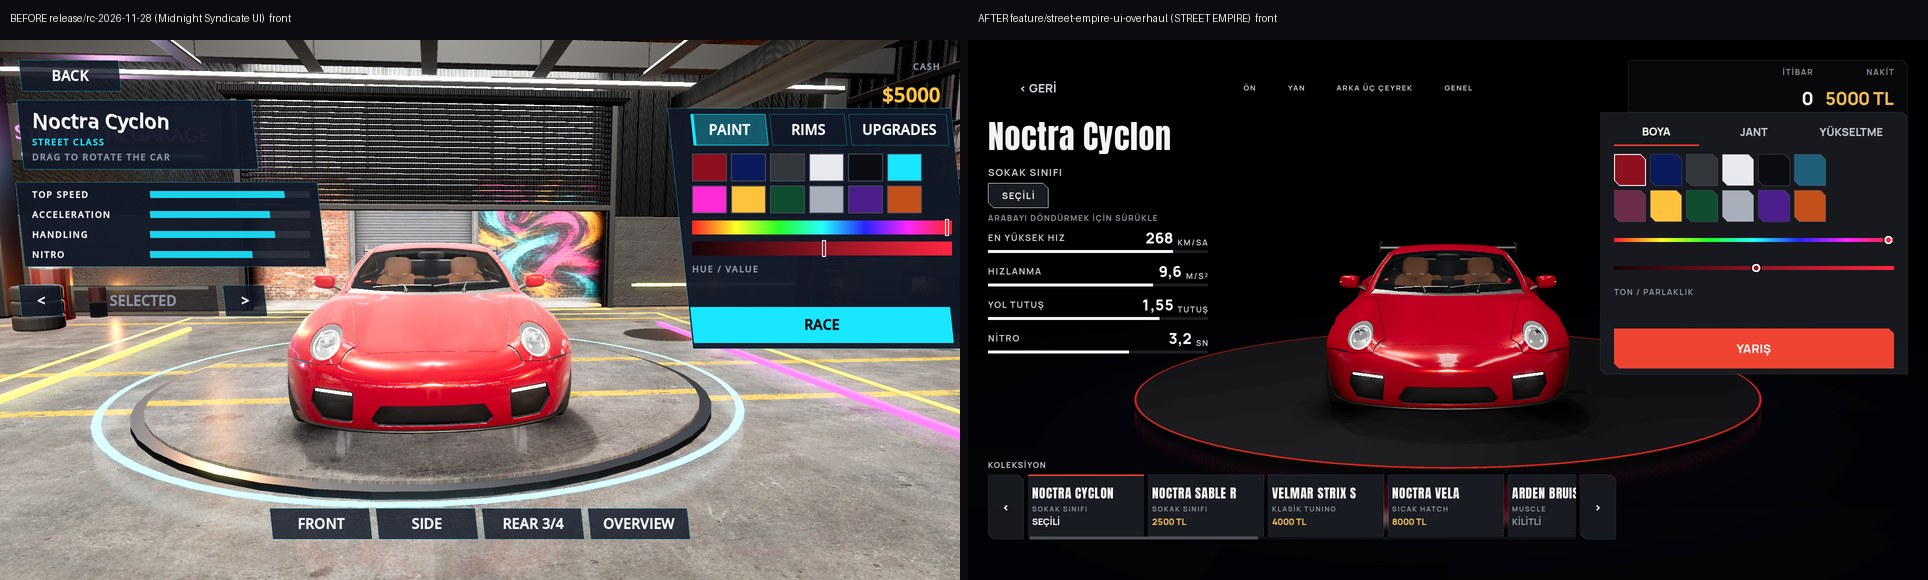 BEFORE release/rc-2026-11-28 (Midnight Syndicate UI) front
BACK
CASH
$5000
Noctra Cyclon
STREET CLASS
DRAG TO ROTATE THE CAR
PAINT RIMS UPGRADES
TOP SPEED
ACCELERATION
HANDLING
NITRO
HUE / VALUE
< SELECTED >
RACE
FRONT SIDE REAR 3/4 OVERVIEW
AFTER feature/street-empire-ui-overhaul (STREET EMPIRE) front
‹ GERİ
ÖN YAN ARKA ÜÇ ÇEYREK GENEL
İTİBAR NAKİT
0 5000 TL
Noctra Cyclon
SOKAK SINIFI
SEÇİLİ
ARABAYI DÖNDÜRMEK İÇİN SÜRÜKLE
EN YÜKSEK HIZ 268 KM/SA
HIZLANMA 9,6 M/S²
YOL TUTUŞ 1,55 TUTUŞ
NİTRO 3,2 SN
BOYA JANT YÜKSELTME
TON / PARLAKLIK
YARIŞ
KOLEKSİYON
‹
NOCTRA CYCLON
SOKAK SINIFI
SEÇİLİ
NOCTRA SABLE R
SOKAK SINIFI
2500 TL
VELMAR STRIX S
KLASİK TUNING
4000 TL
NOCTRA VELA
SICAK HATCH
8000 TL
ARDEN BRUIS
MUSCLE
KİLİTLİ
›